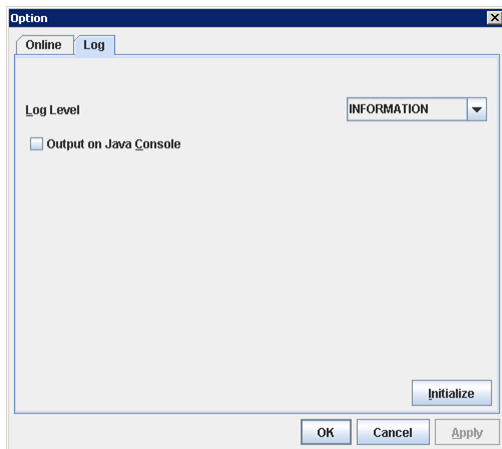 Option
Online Log
Log Level INFORMATION
Output on Java Console
Initialize
OK Cancel Apply